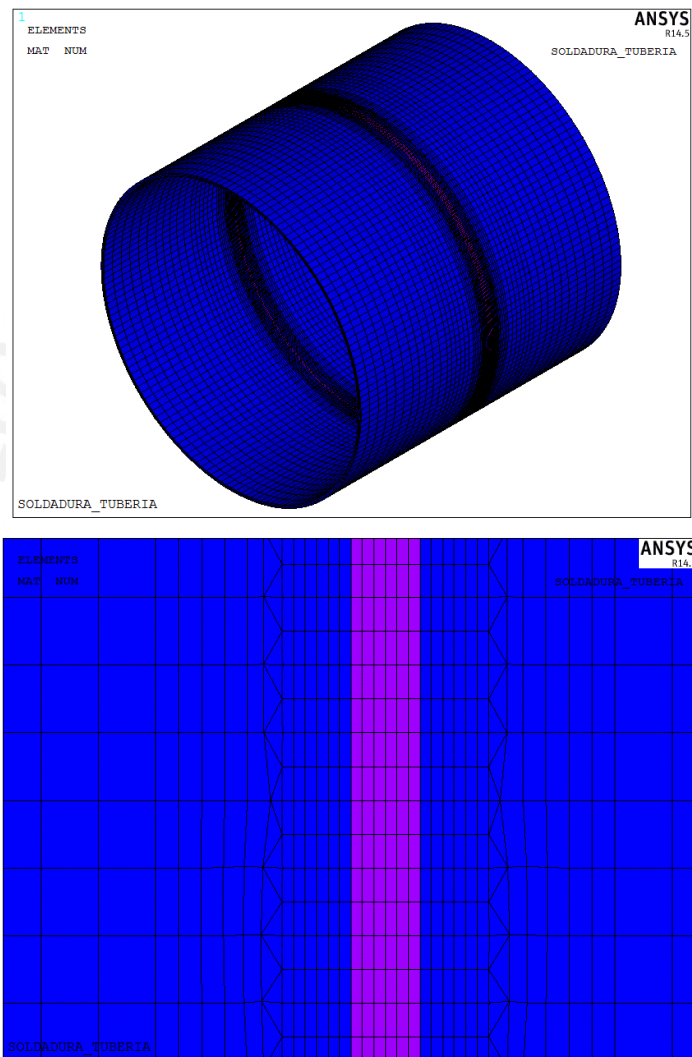 1
ELEMENTS
MAT NUM
ANSYS
R14.5
SOLDADURA_TUBERIA
SOLDADURA_TUBERIA
ELEMENTS
MAT NUM
ANSYS
R14.
SOLDADURA_TUBERIA
SOLDADURA_TUBERIA